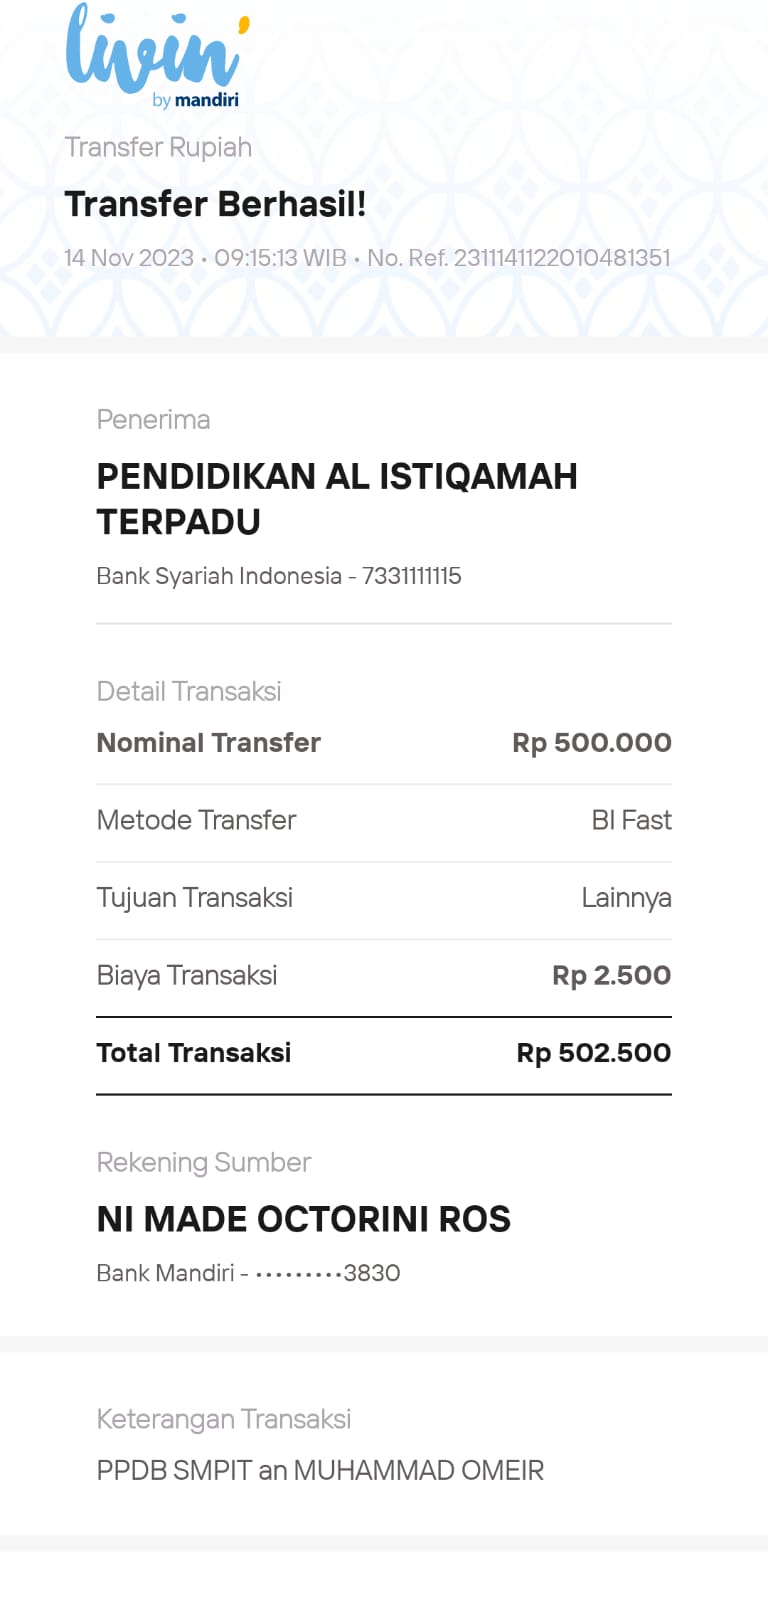 livin'
by mandiri
Transfer Rupiah
Transfer Berhasil!
14 Nov 2023 • 09:15:13 WIB • No. Ref. 2311141122010481351
Penerima
PENDIDIKAN AL ISTIQAMAH
TERPADU
Bank Syariah Indonesia - 7331111115
Detail Transaksi
Nominal Transfer Rp 500.000
Metode Transfer BI Fast
Tujuan Transaksi Lainnya
Biaya Transaksi Rp 2.500
Total Transaksi Rp 502.500
Rekening Sumber
NI MADE OCTORINI ROS
Bank Mandiri - •••••••••3830
Keterangan Transaksi
PPDB SMPIT an MUHAMMAD OMEIR